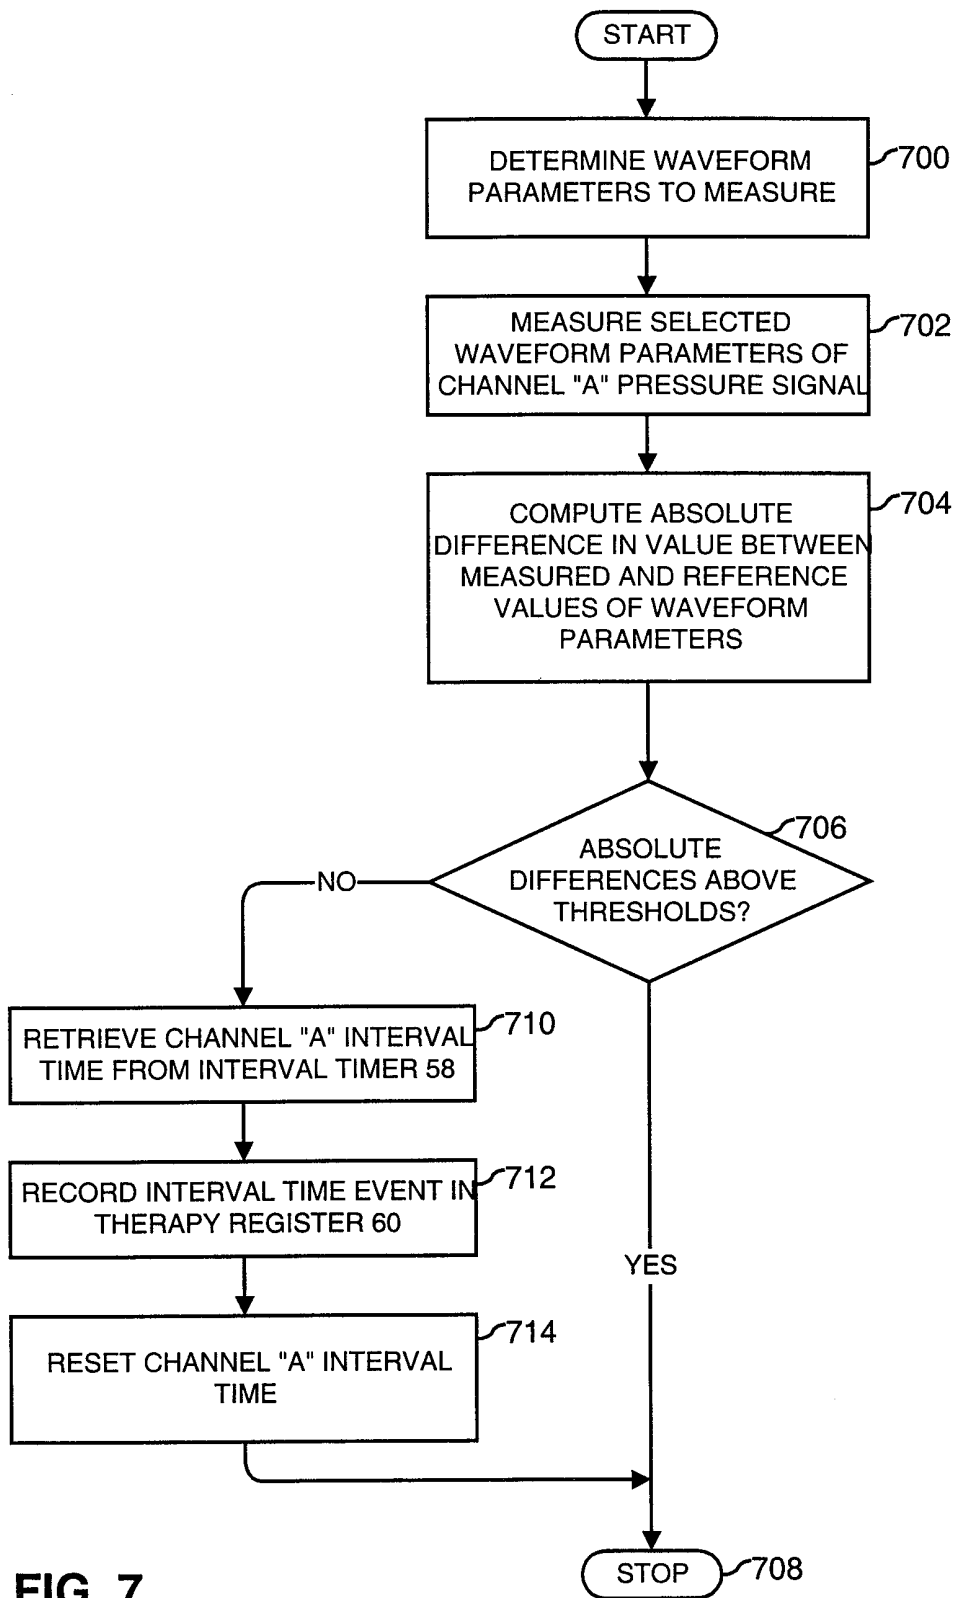 START
DETERMINE WAVEFORM
PARAMETERS TO MEASURE
700
MEASURE SELECTED
WAVEFORM PARAMETERS OF
CHANNEL "A" PRESSURE SIGNAL
702
COMPUTE ABSOLUTE
DIFFERENCE IN VALUE BETWEEN
MEASURED AND REFERENCE
VALUES OF WAVEFORM
PARAMETERS
704
ABSOLUTE
DIFFERENCES ABOVE
THRESHOLDS?
706
NO
RETRIEVE CHANNEL "A" INTERVAL
TIME FROM INTERVAL TIMER 58
710
RECORD INTERVAL TIME EVENT IN
THERAPY REGISTER 60
712
YES
RESET CHANNEL "A" INTERVAL
TIME
714
STOP
708
FIG. 7